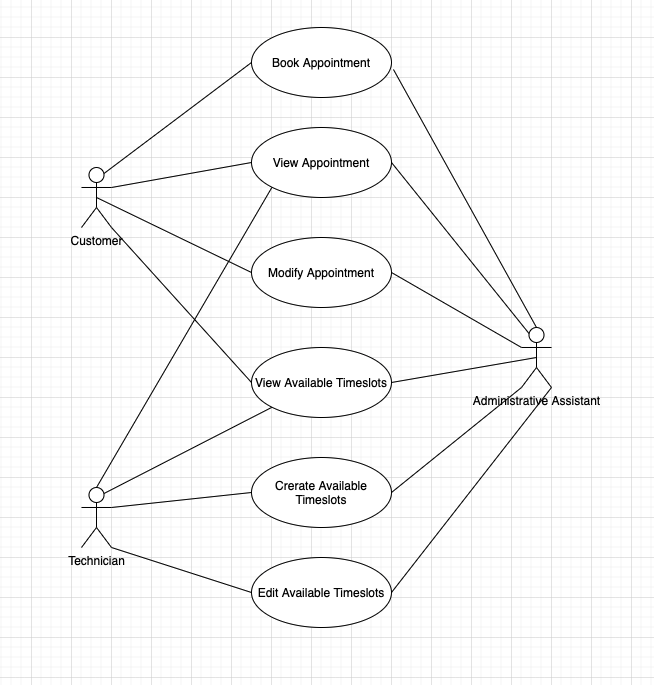 Book Appointment
View Appointment
Customer
Modify Appointment
View Available Timeslots
Administrative Assistant
Crerate Available
Timeslots
Technician
Edit Available Timeslots